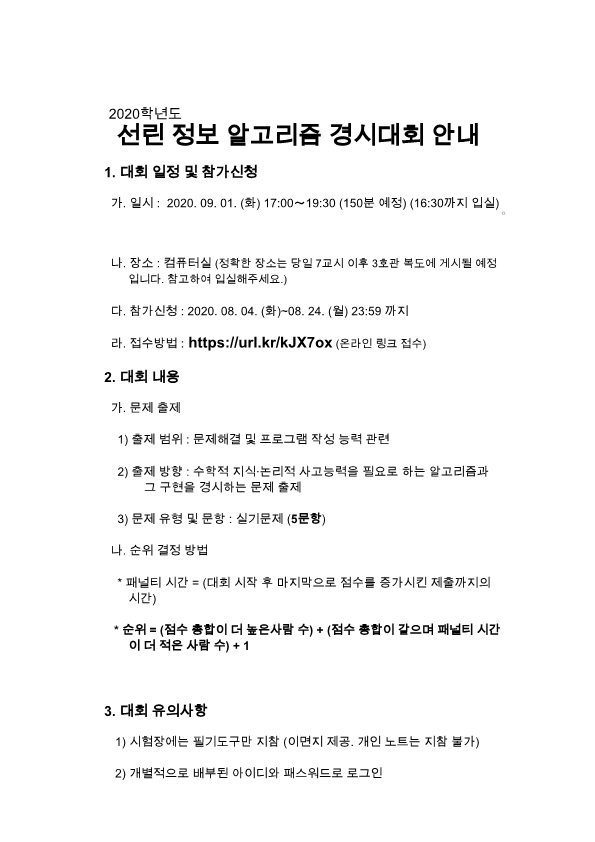 2020학년도
선린 정보 알고리즘 경시대회 안내
1. 대회 일정 및 참가신청
가. 일시 : 2020. 09. 01. (화) 17:00～19:30 (150분 예정) (16:30까지 입실)
。
나. 장소 : 컴퓨터실 (정확한 장소는 당일 7교시 이후 3호관 복도에 게시될 예정
입니다. 참고하여 입실해주세요.)
다. 참가신청 : 2020. 08. 04. (화)~08. 24. (월) 23:59 까지
라. 접수방법 : https://url.kr/kJX7ox (온라인 링크 접수)
2. 대회 내용
가. 문제 출제
1) 출제 범위 : 문제해결 및 프로그램 작성 능력 관련
2) 출제 방향 : 수학적 지식·논리적 사고능력을 필요로 하는 알고리즘과
그 구현을 경시하는 문제 출제
3) 문제 유형 및 문항 : 실기문제 (5문항)
나. 순위 결정 방법
* 패널티 시간 = (대회 시작 후 마지막으로 점수를 증가시킨 제출까지의
시간)
* 순위 = (점수 총합이 더 높은사람 수) + (점수 총합이 같으며 패널티 시간
이 더 적은 사람 수) + 1
3. 대회 유의사항
1) 시험장에는 필기도구만 지참 (이면지 제공. 개인 노트는 지참 불가)
2) 개별적으로 배부된 아이디와 패스워드로 로그인